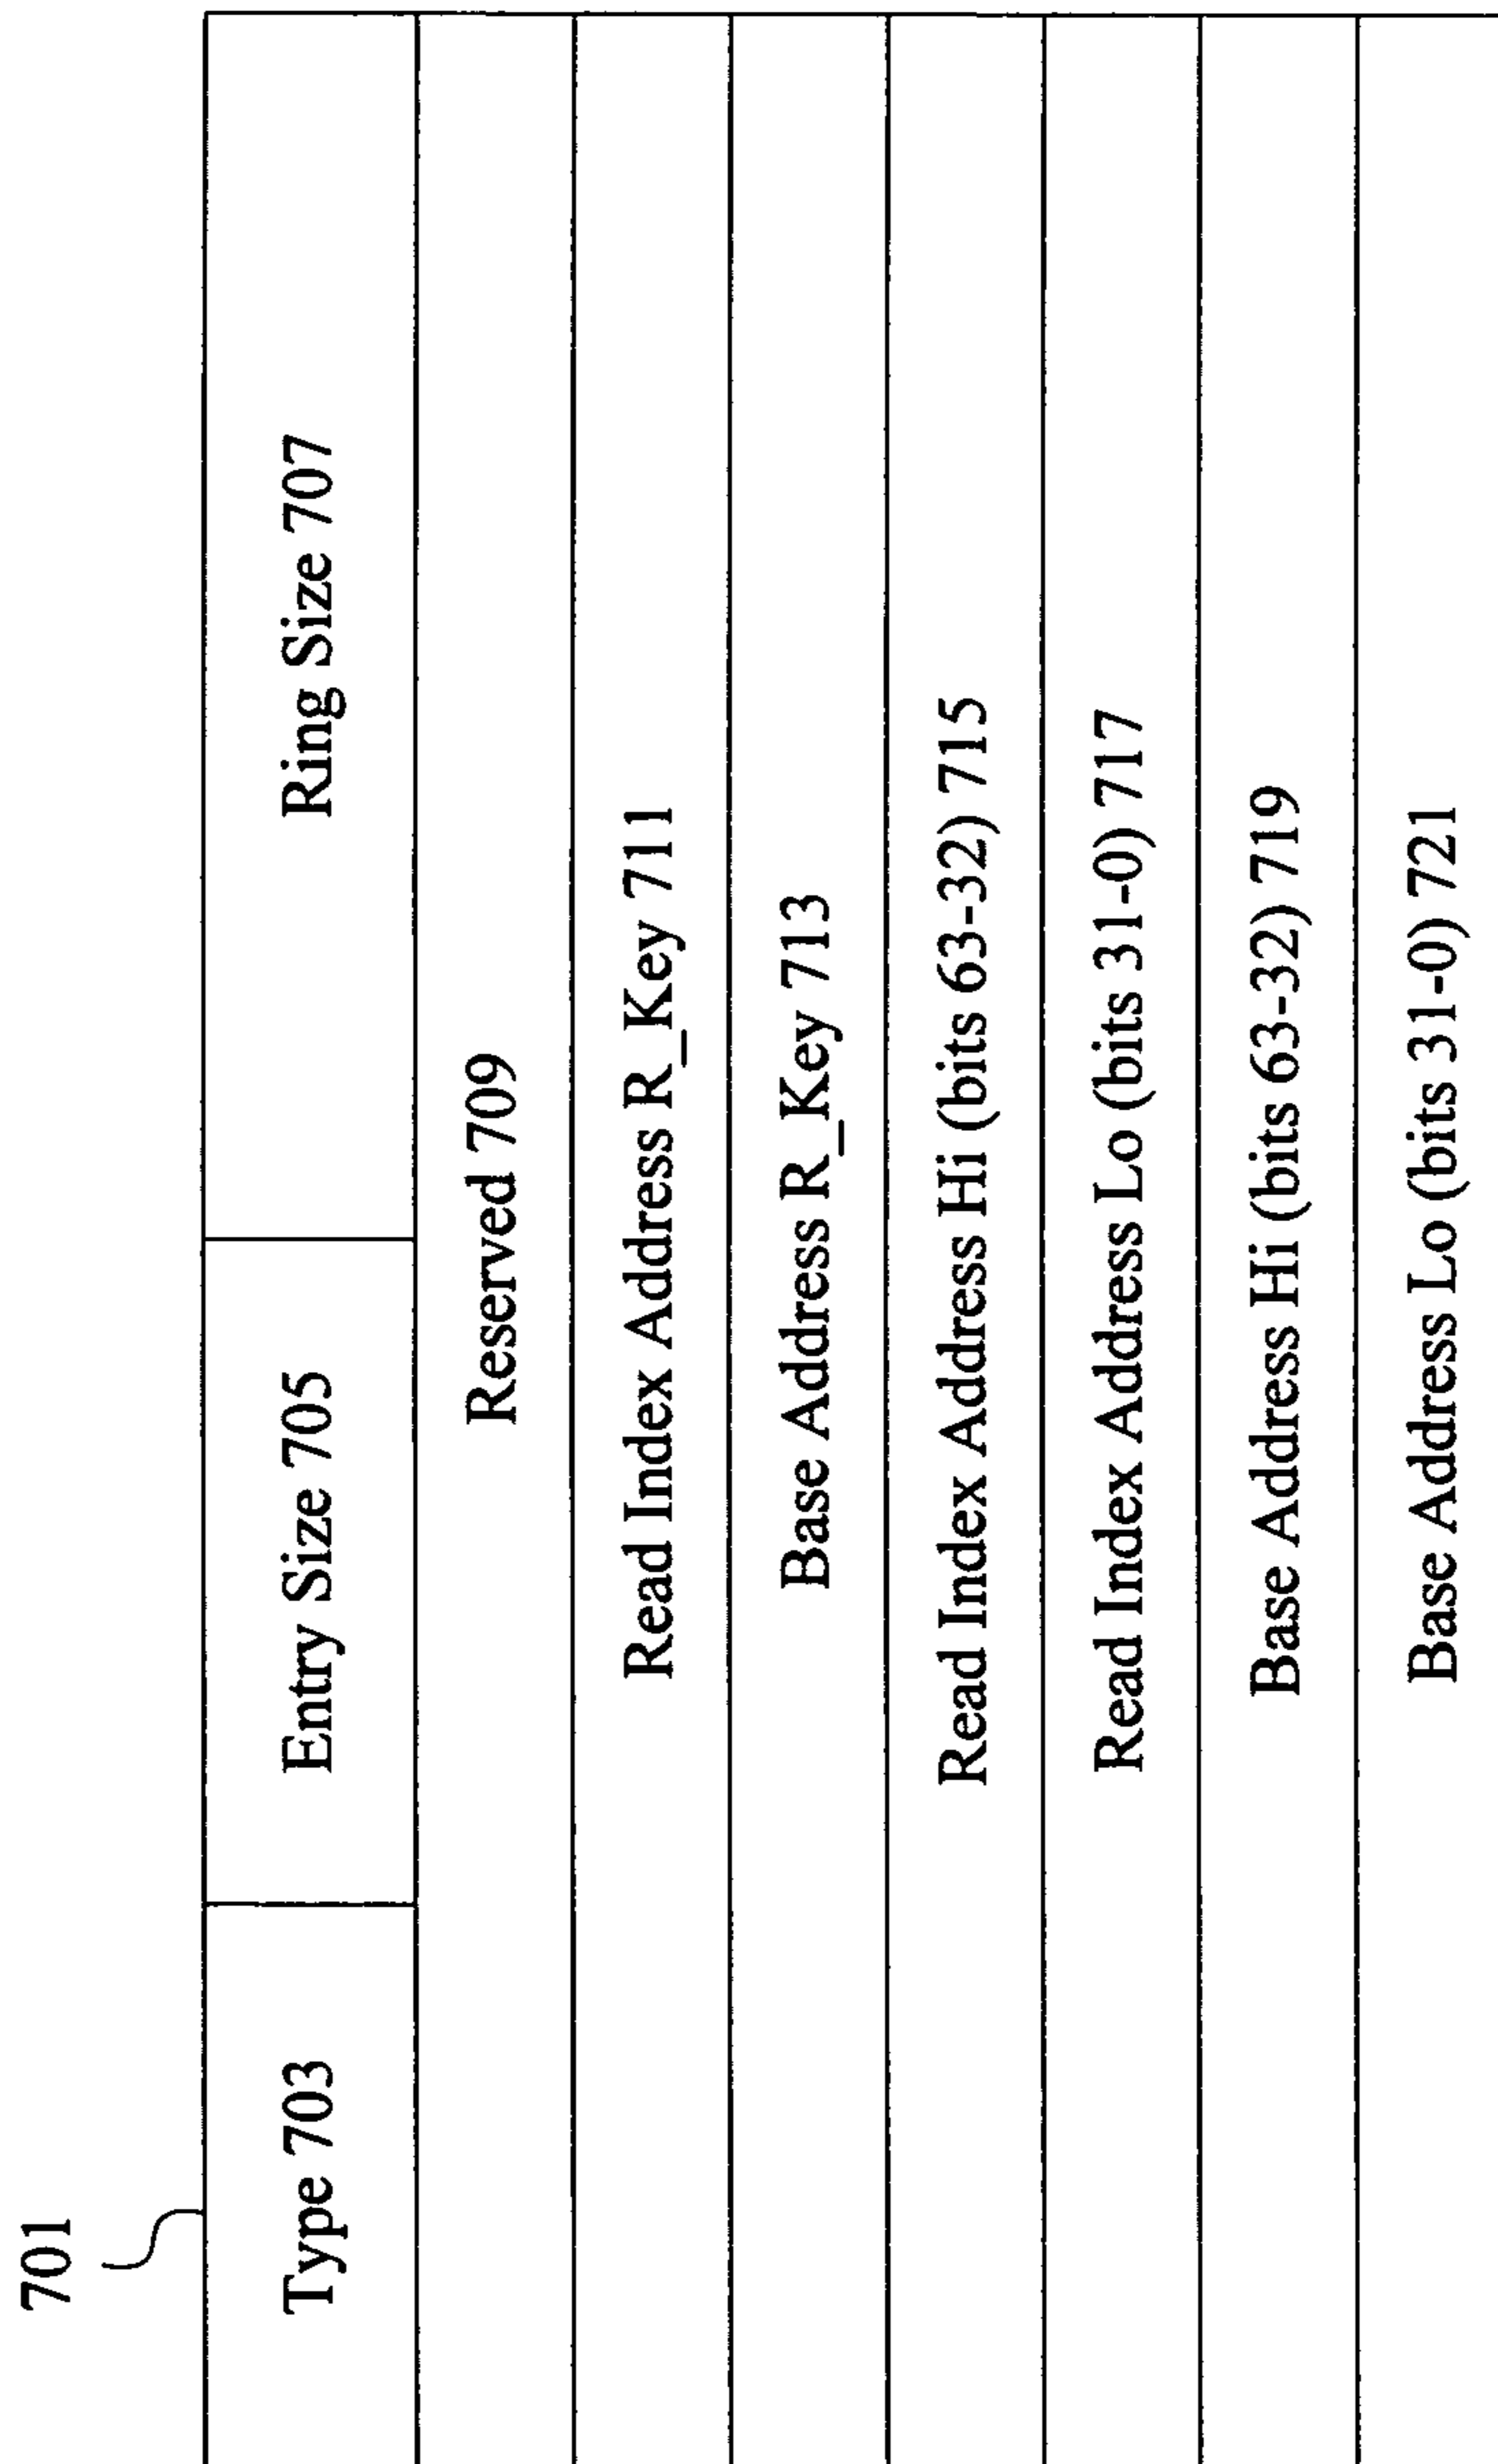 701
Type 703
Entry Size 705
Ring Size 707
Reserved 709
Read Index Address R_Key 711
Base Address R_Key 713
Read Index Address Hi (bits 63-32) 715
Read Index Address Lo (bits 31-0) 717
Base Address Hi (bits 63-32) 719
Base Address Lo (bits 31-0) 721